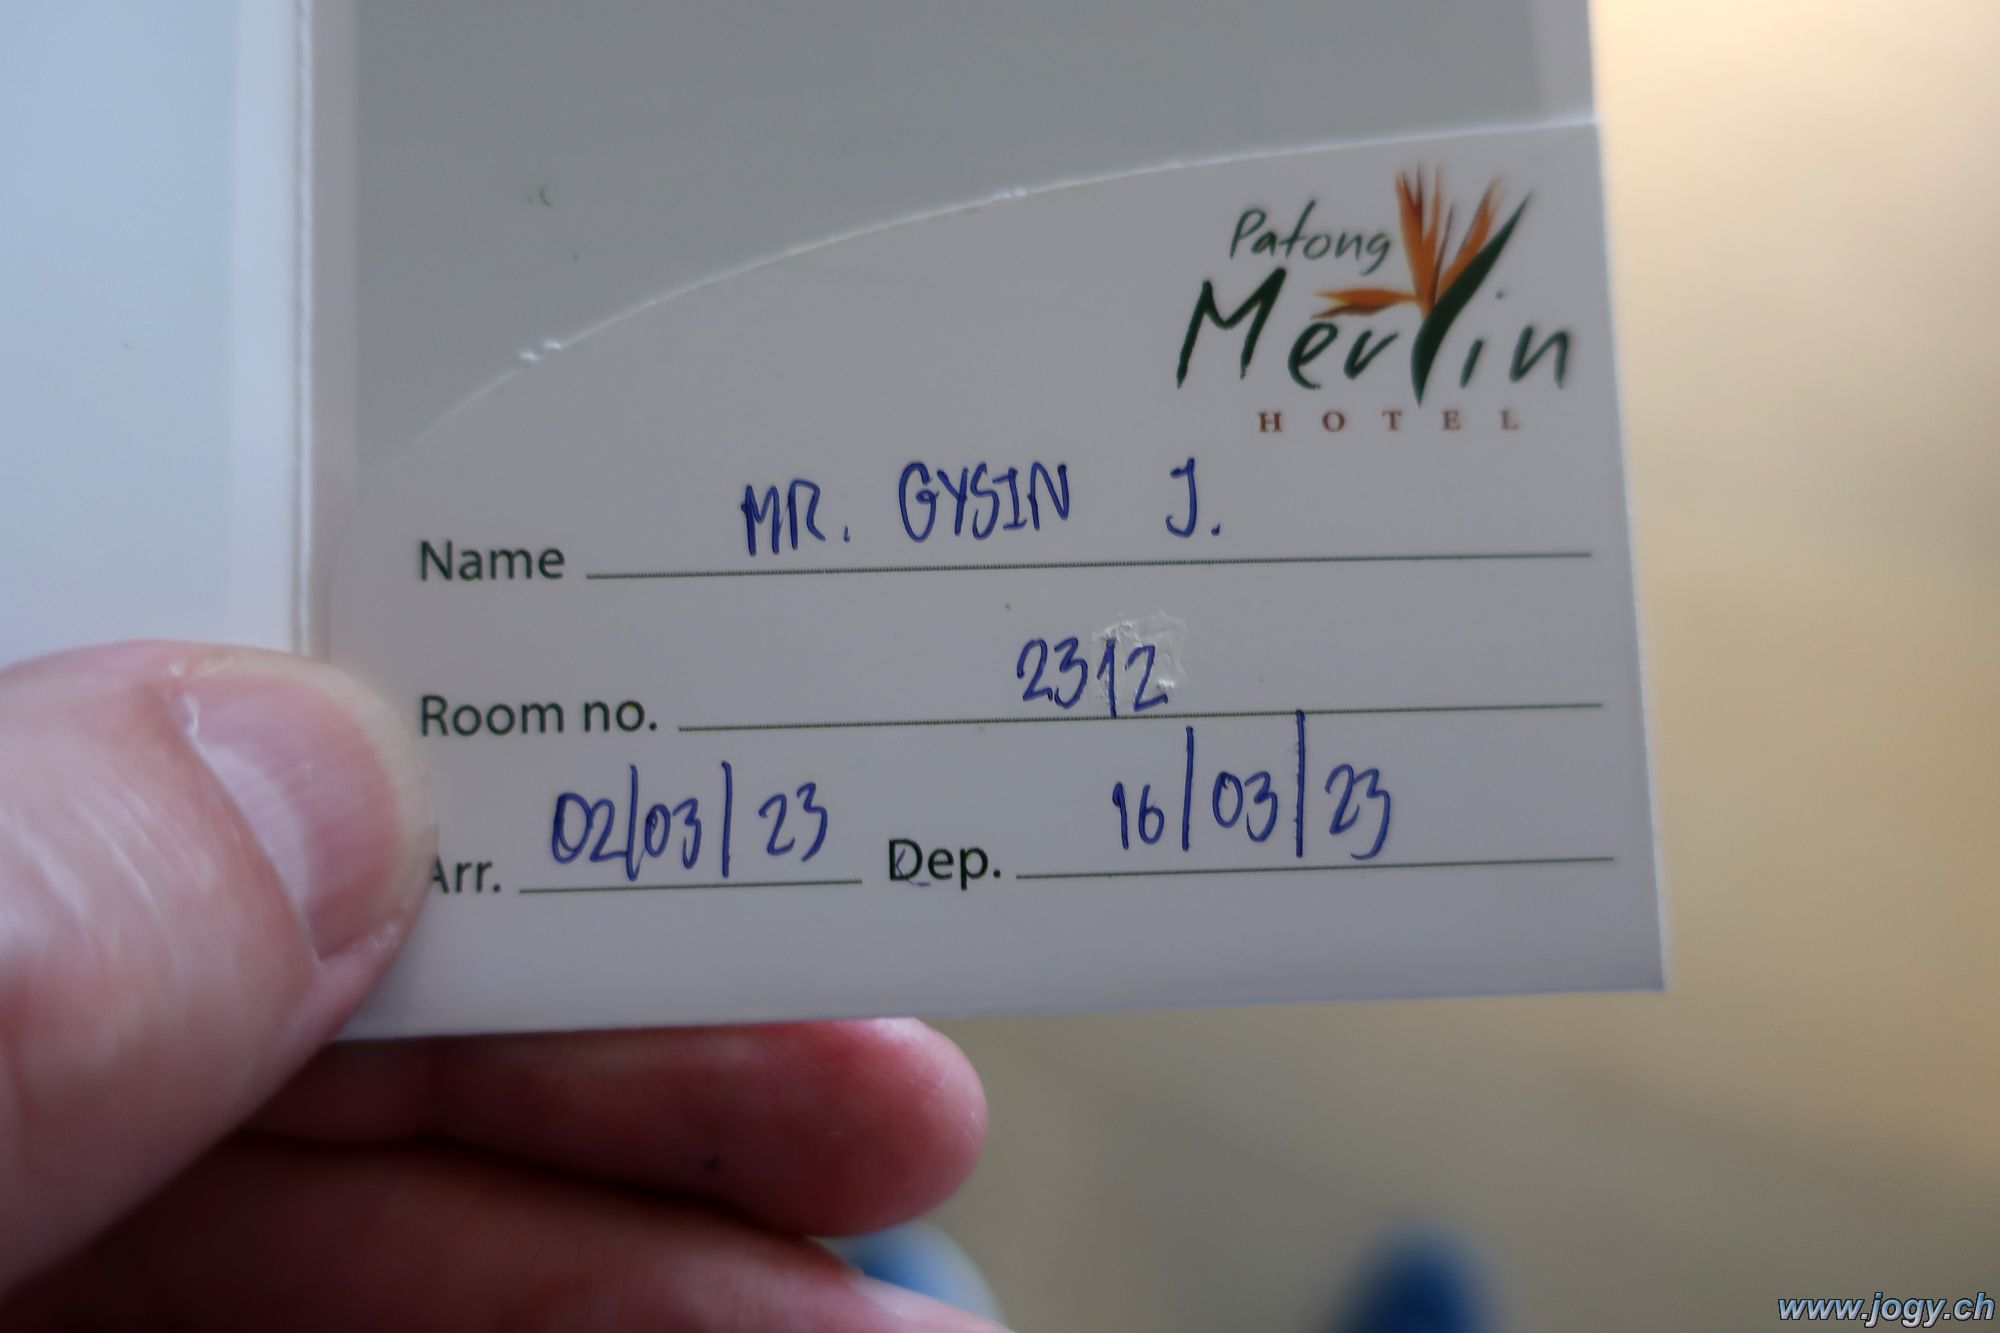 Patong
Merlin
HOTEL
Name MR. GYSIN J.
Room no. 2312
Arr. 02/03/23 Dep. 16/03/23
www.jogy.ch